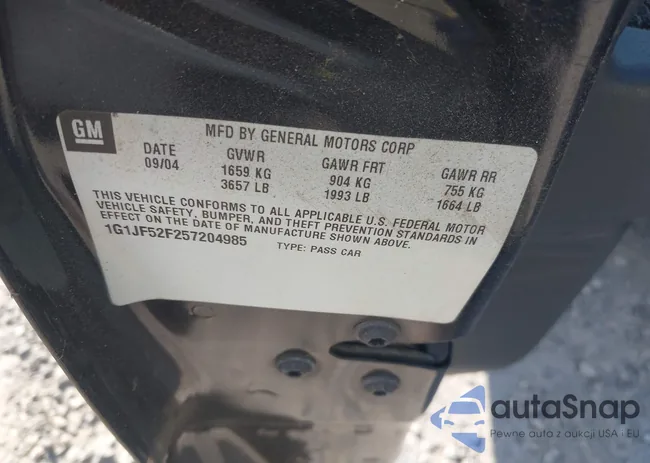 GM
MFD BY GENERAL MOTORS CORP
DATE GVWR GAWR FRT GAWR RR
09/04 1659 KG 904 KG 755 KG
3657 LB 1993 LB 1664 LB
THIS VEHICLE CONFORMS TO ALL APPLICABLE U.S. FEDERAL MOTOR
VEHICLE SAFETY, BUMPER, AND THEFT PREVENTION STANDARDS IN
EFFECT ON THE DATE OF MANUFACTURE SHOWN ABOVE.
1G1JF52F257204985 TYPE: PASS CAR
autoSnap
Pewne auto z aukcji USA · EU